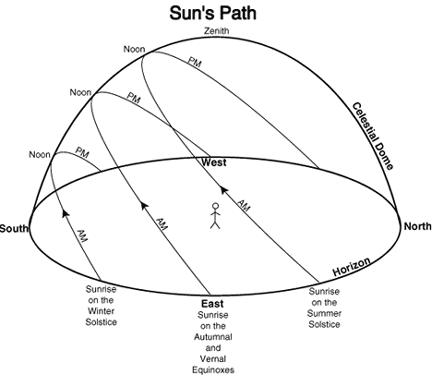 Sun's Path
Zenith
Noon
PM
Noon
PM
Celestial Dome
Noon
PM
West
AM
South
AM
AM
North
Horizon
Sunrise
on the
Winter
Solstice
East
Sunrise
on the
Autumnal
and
Vernal
Equinoxes
Sunrise
on the
Summer
Solstice